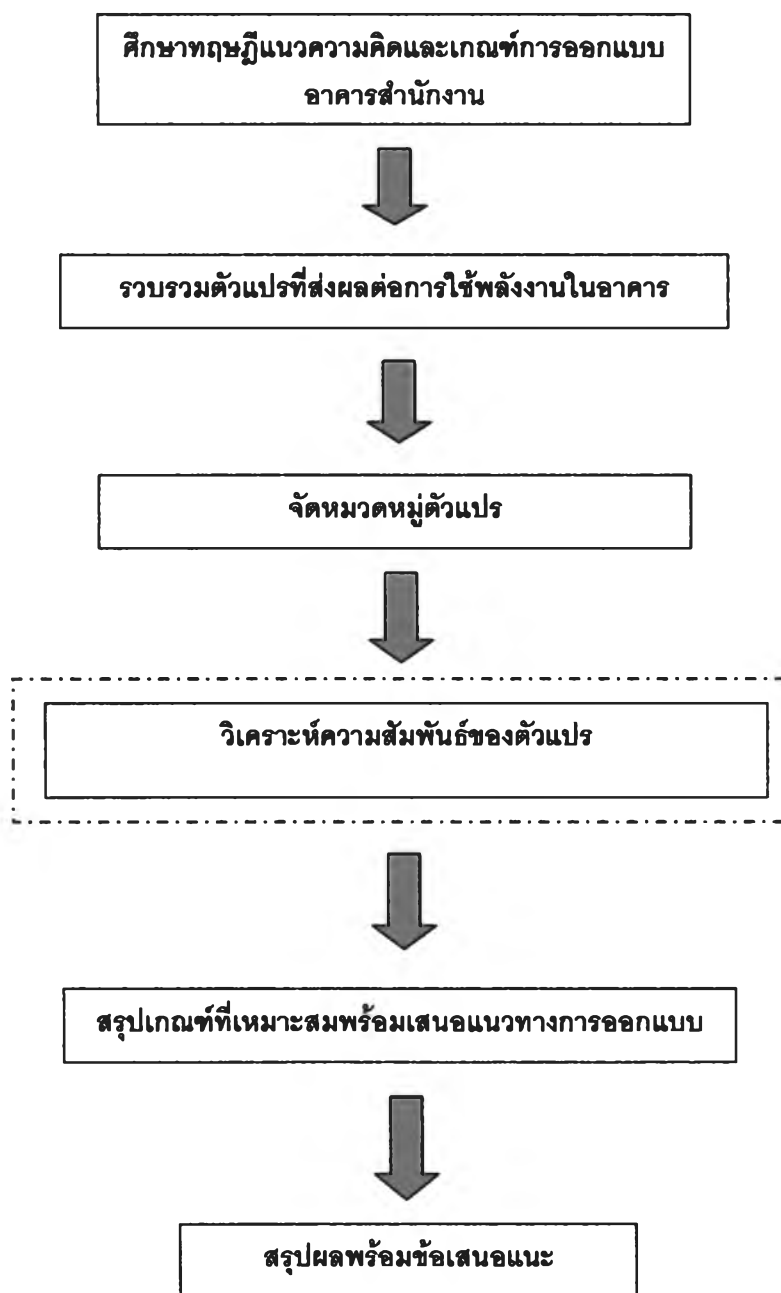 ศึกษาทฤษฎีแนวความคิดและเกณฑ์การออกแบบ
อาคารสำนักงาน
รวบรวมตัวแปรที่ส่งผลต่อการใช้พลังงานในอาคาร
จัดหมวดหมู่ตัวแปร
วิเคราะห์ความสัมพันธ์ของตัวแปร
สรุปเกณฑ์ที่เหมาะสมพร้อมเสนอแนวทางการออกแบบ
สรุปผลพร้อมข้อเสนอแนะ